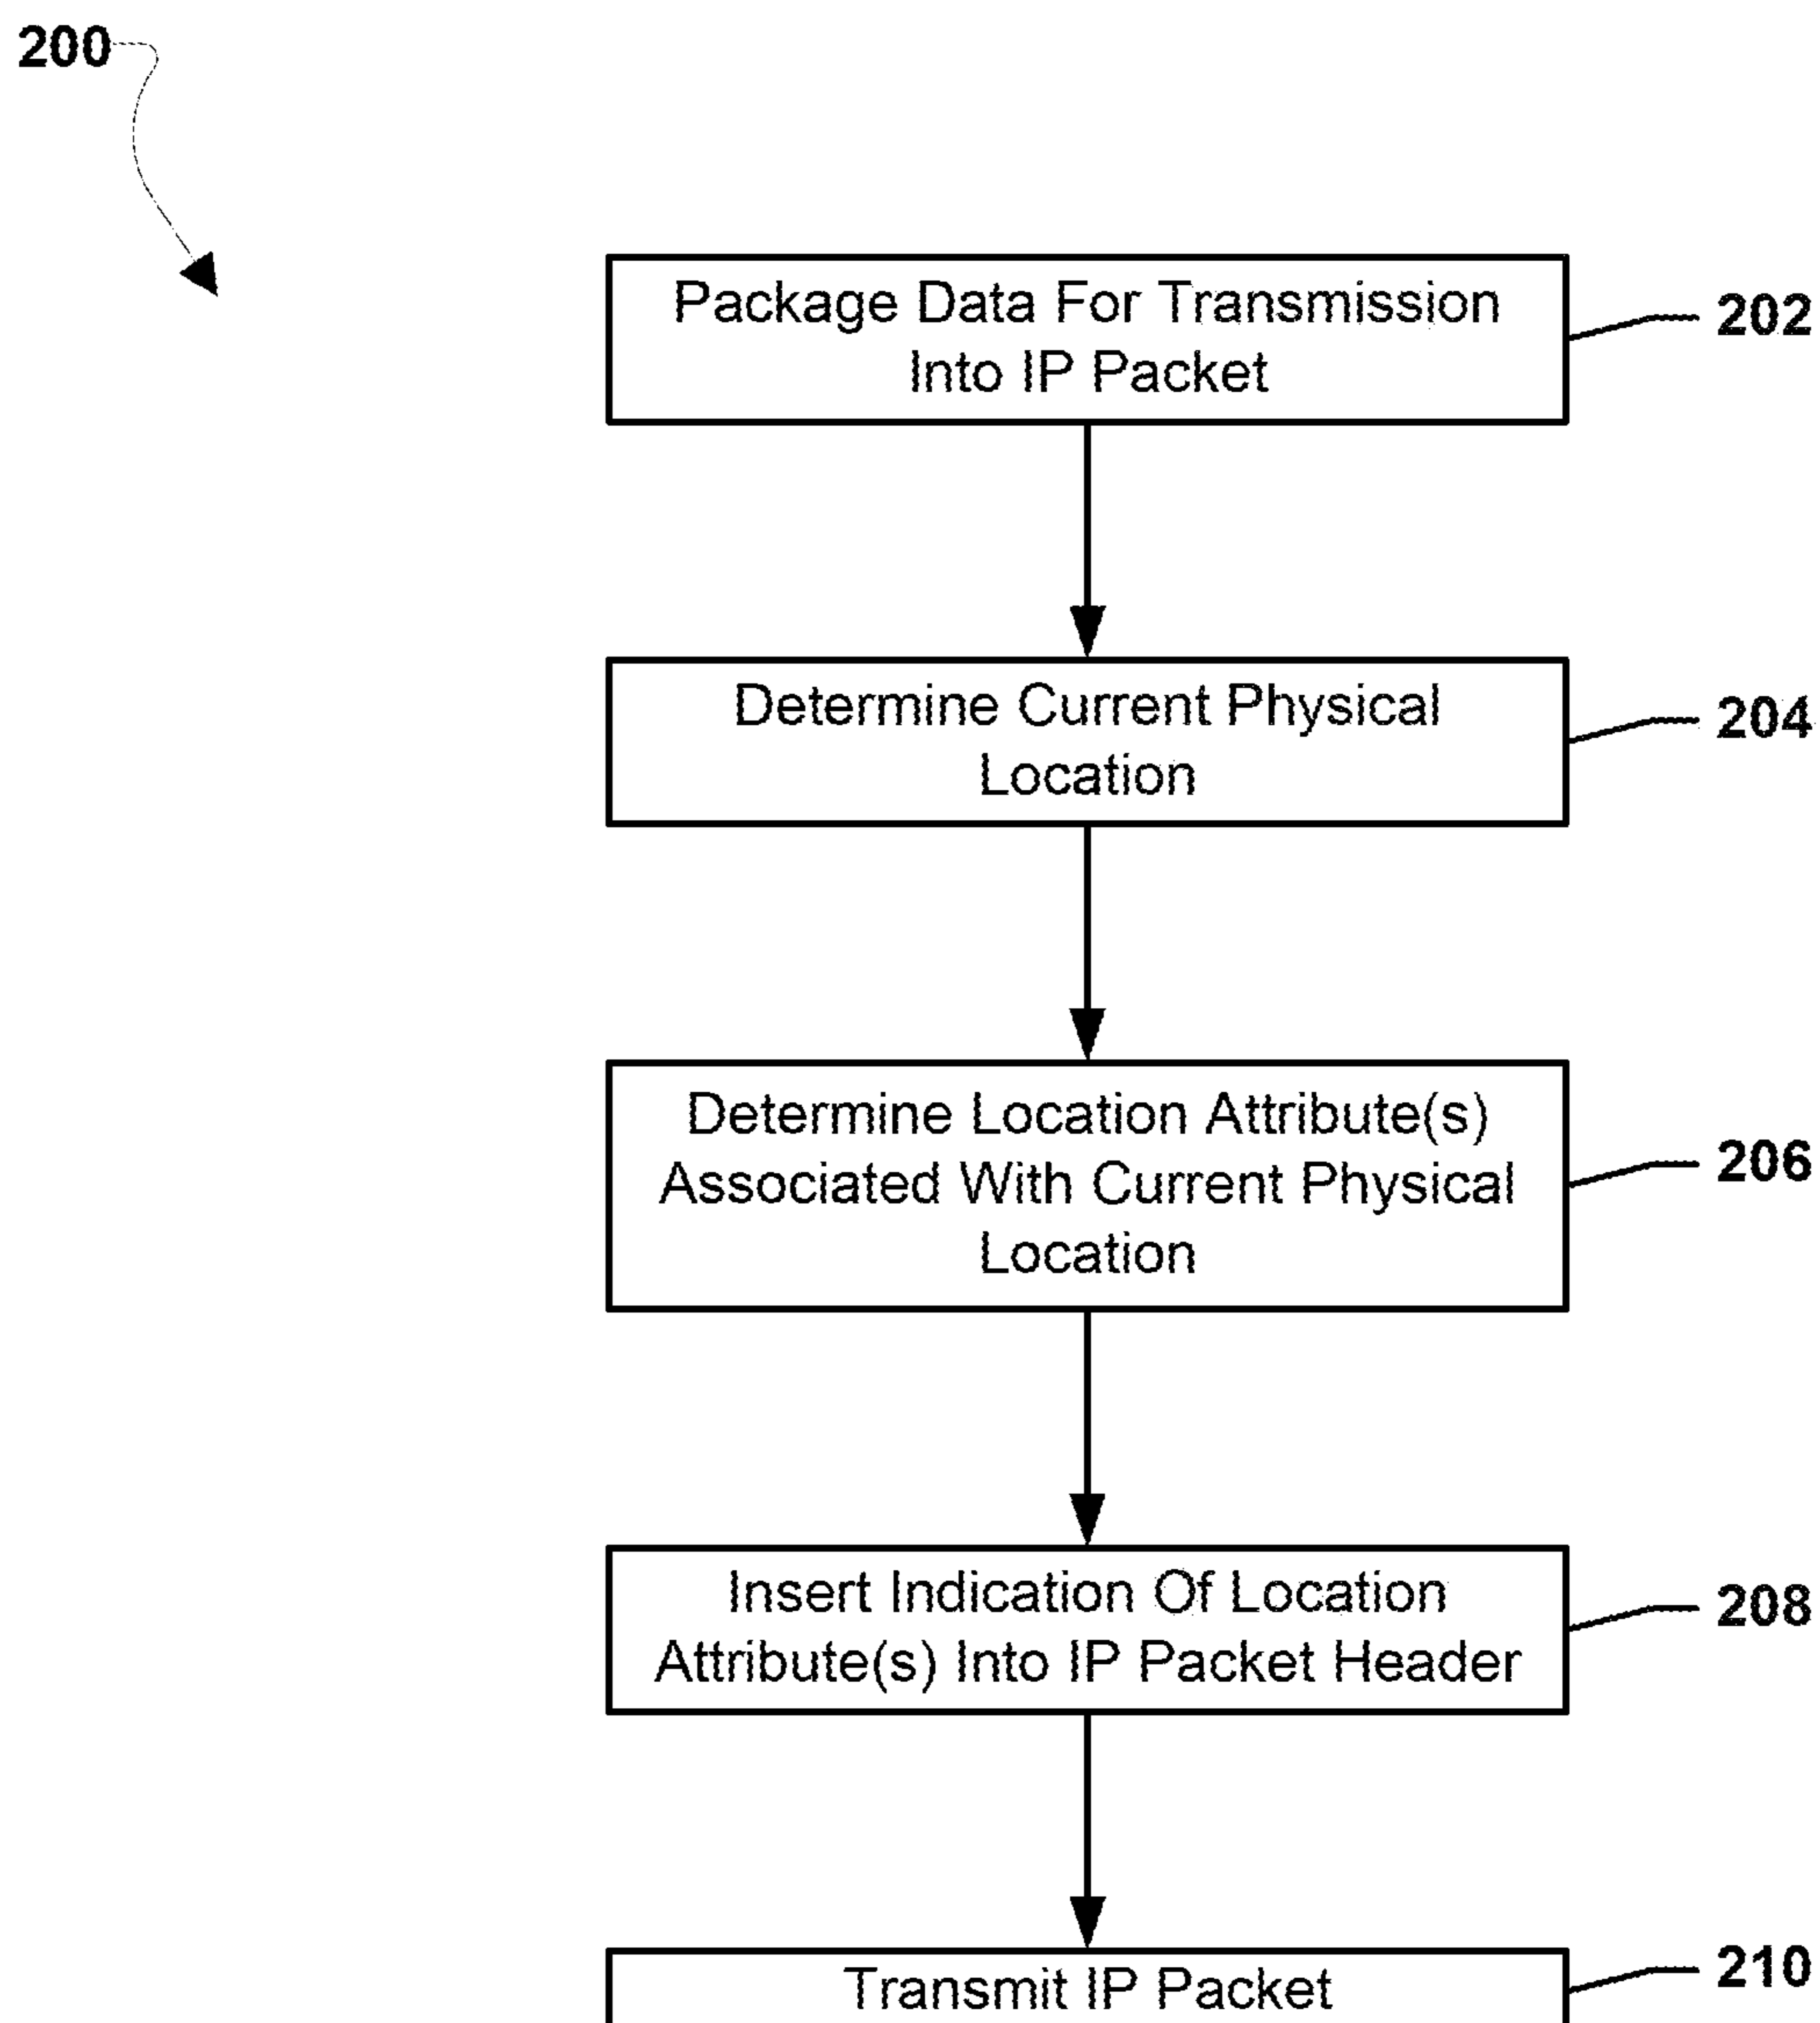 200
Package Data For Transmission
Into IP Packet
202
Determine Current Physical
Location
204
Determine Location Attribute(s)
Associated With Current Physical
Location
206
Insert Indication Of Location
Attribute(s) Into IP Packet Header
208
Transmit IP Packet
210